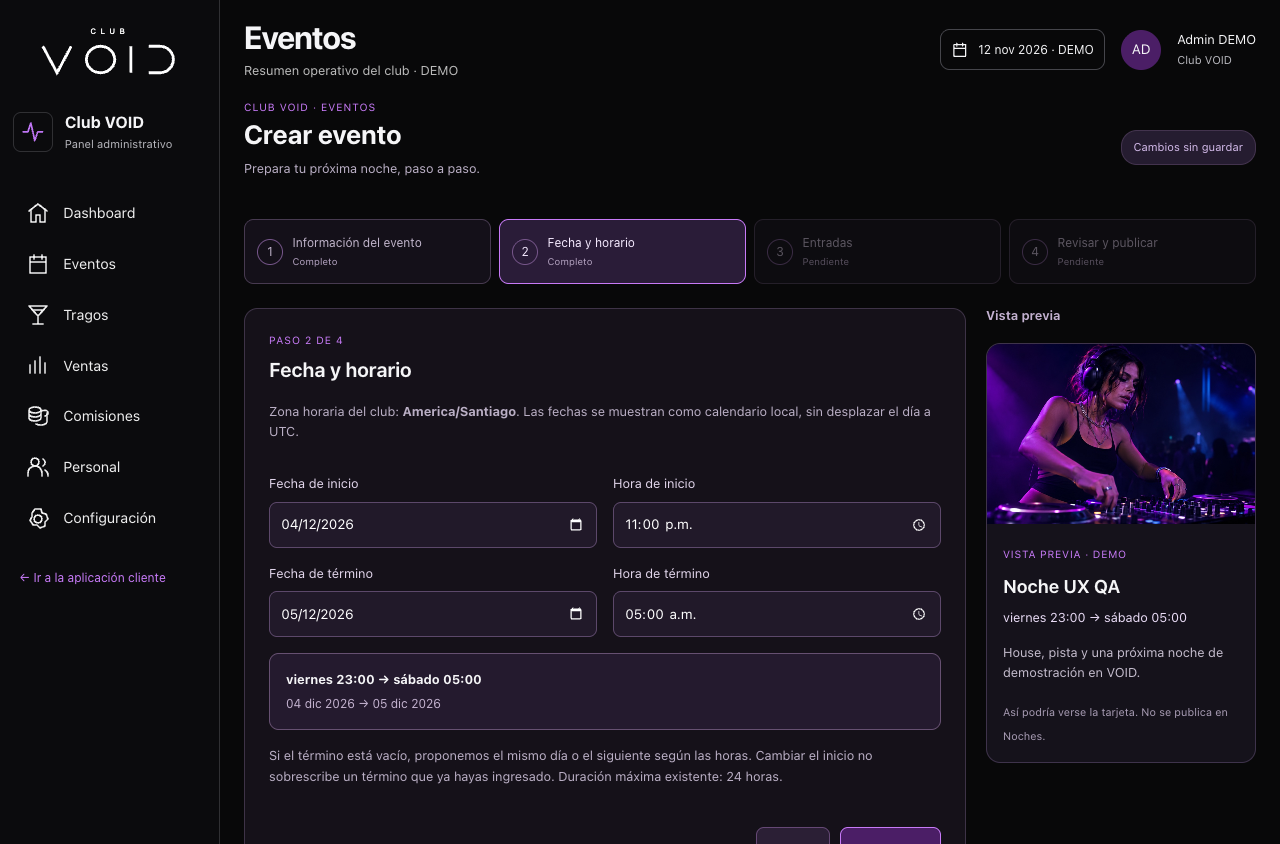 CLUB
VOID
Club VOID
Panel administrativo
Dashboard
Eventos
Tragos
Ventas
Comisiones
Personal
Configuración
← Ir a la aplicación cliente
Eventos
Resumen operativo del club · DEMO
12 nov 2026 · DEMO
AD
Admin DEMO
Club VOID
CLUB VOID · EVENTOS
Crear evento
Prepara tu próxima noche, paso a paso.
Cambios sin guardar
1
Información del evento
Completo
2
Fecha y horario
Completo
3
Entradas
Pendiente
4
Revisar y publicar
Pendiente
PASO 2 DE 4
Fecha y horario
Zona horaria del club: America/Santiago. Las fechas se muestran como calendario local, sin desplazar el día a
UTC.
Fecha de inicio
Hora de inicio
04/12/2026
11:00 p.m.
Fecha de término
Hora de término
05/12/2026
05:00 a.m.
viernes 23:00 → sábado 05:00
04 dic 2026 → 05 dic 2026
Si el término está vacío, proponemos el mismo día o el siguiente según las horas. Cambiar el inicio no
sobrescribe un término que ya hayas ingresado. Duración máxima existente: 24 horas.
Vista previa
VISTA PREVIA · DEMO
Noche UX QA
viernes 23:00 → sábado 05:00
House, pista y una próxima noche de
demostración en VOID.
Así podría verse la tarjeta. No se publica en
Noches.